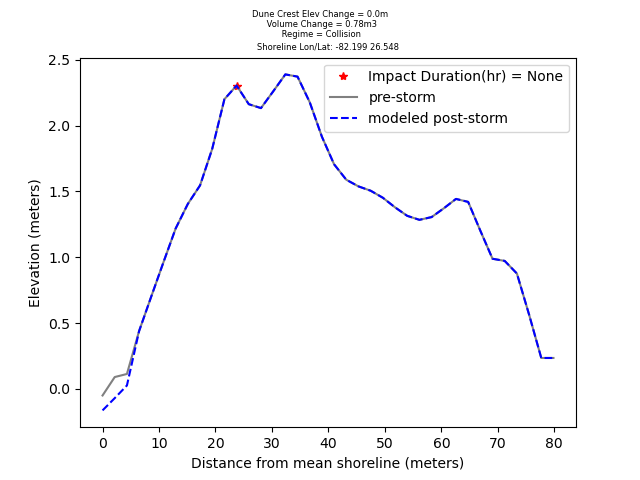 Dune Crest Elev Change = 0.0m
Volume Change = 0.78m3
Regime = Collision
Shoreline Lon/Lat: -82.199 26.548
Impact Duration(hr) = None
pre-storm
modeled post-storm
Elevation (meters)
2.5
2.0
1.5
1.0
0.5
0.0
0 10 20 30 40 50 60 70 80
Distance from mean shoreline (meters)